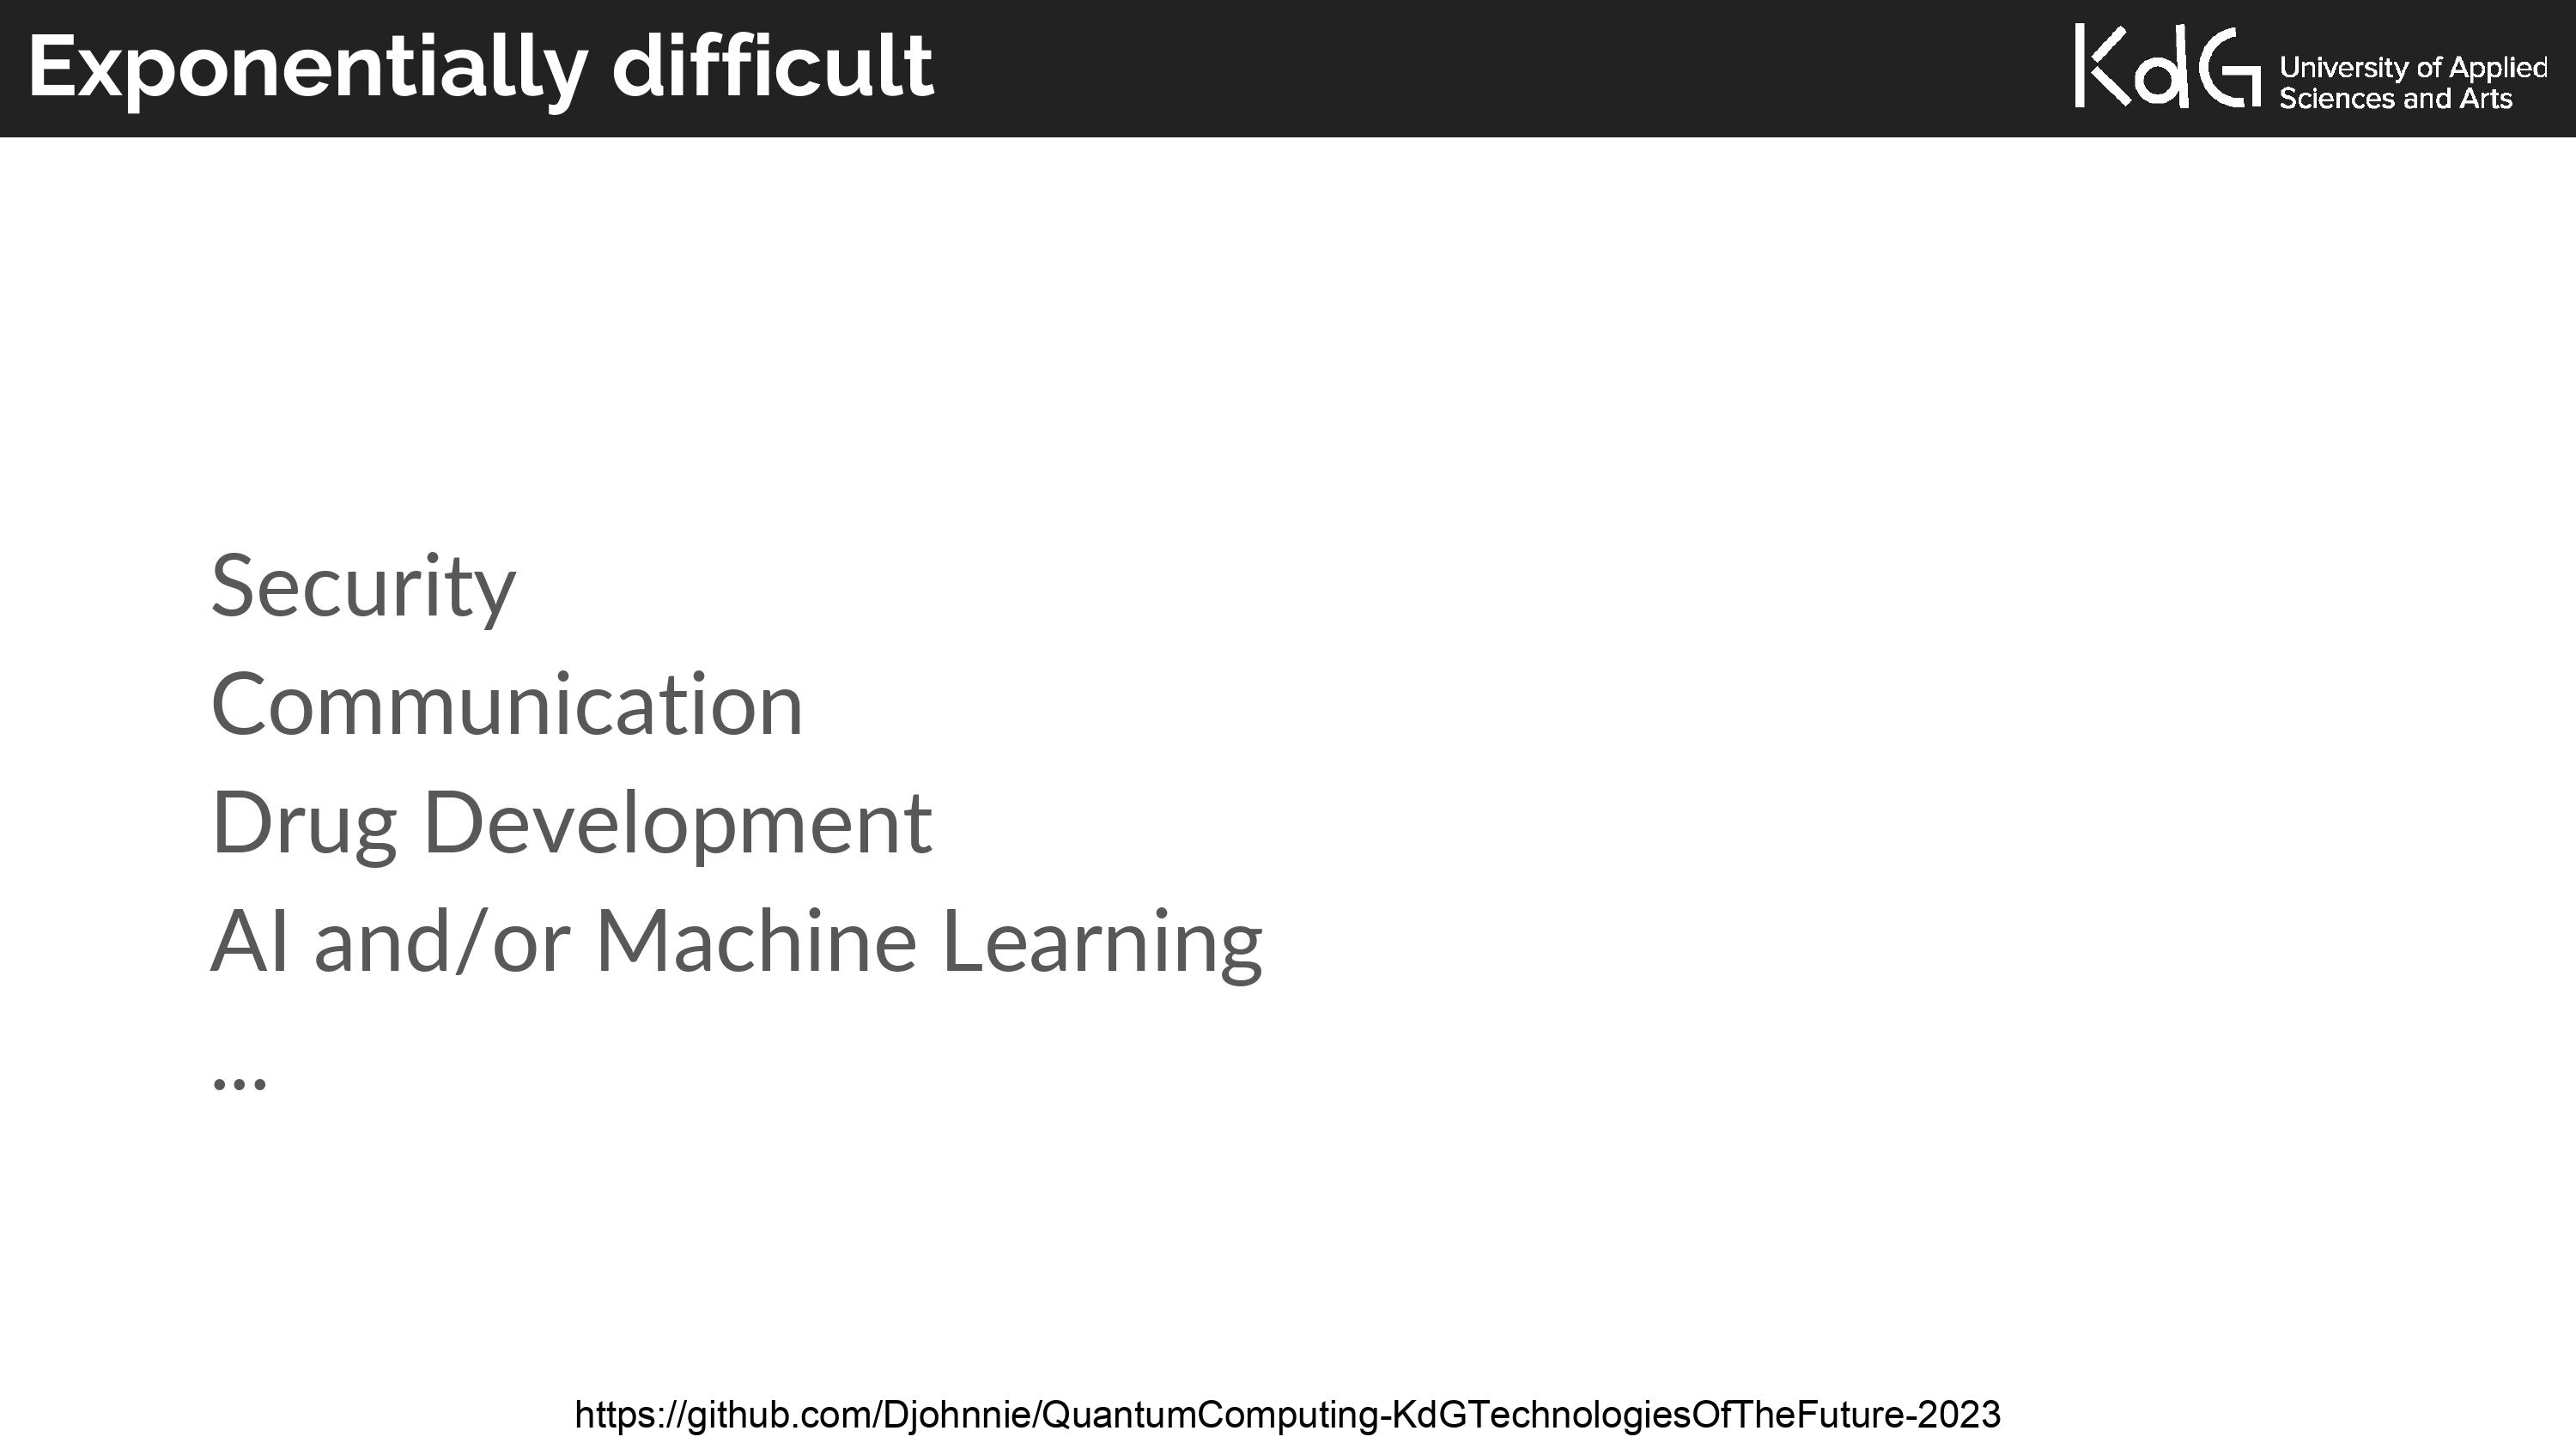 Exponentially difficult
KdG University of Applied
Sciences and Arts
Security
Communication
Drug Development
AI and/or Machine Learning
...
https://github.com/Djohnnie/QuantumComputing-KdGTechnologiesOfTheFuture-2023